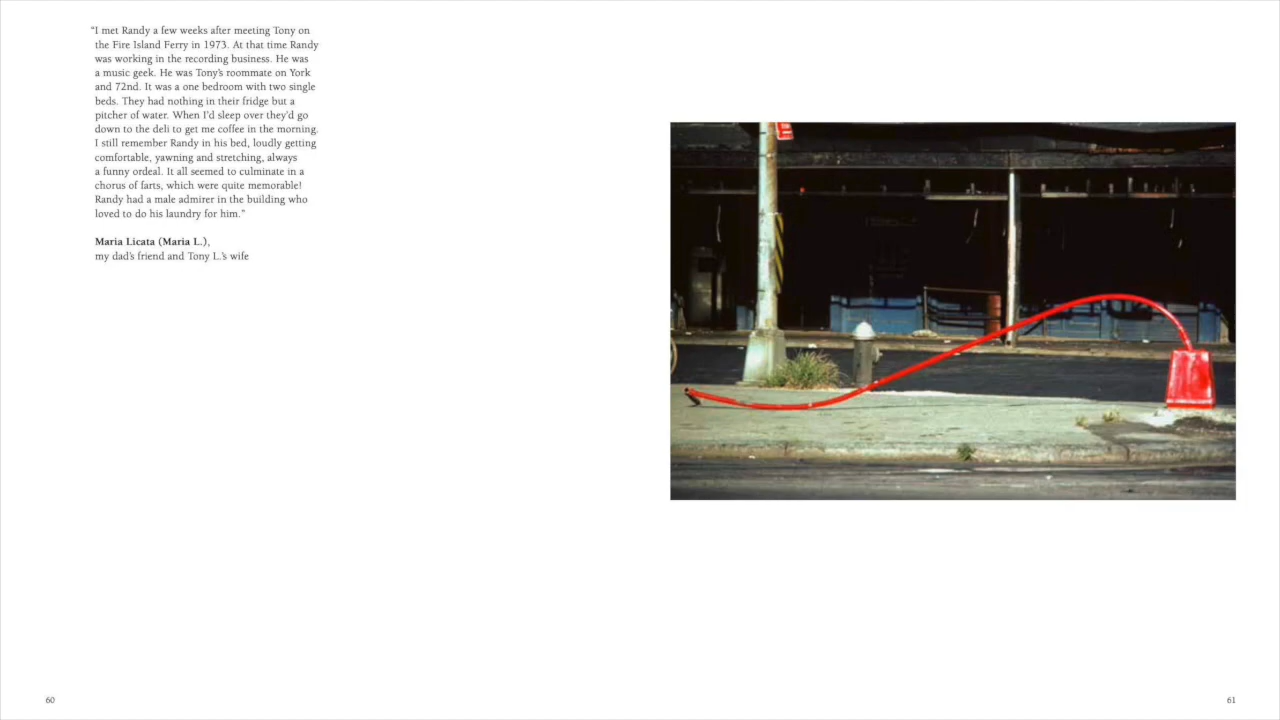 “I met Randy a few weeks after meeting Tony on
the Fire Island Ferry in 1973. At that time Randy
was working in the recording business. He was
a music geek. He was Tony’s roommate on York
and 72nd. It was a one bedroom with two single
beds. They had nothing in their fridge but a
pitcher of water. When I’d sleep over they’d go
down to the deli to get me coffee in the morning.
I still remember Randy in his bed, loudly getting
comfortable, yawning and stretching, always
a funny ordeal. It all seemed to culminate in a
chorus of farts, which were quite memorable!
Randy had a male admirer in the building who
loved to do his laundry for him.”
Maria Licata (Maria L.),
my dad’s friend and Tony L.’s wife
60
61